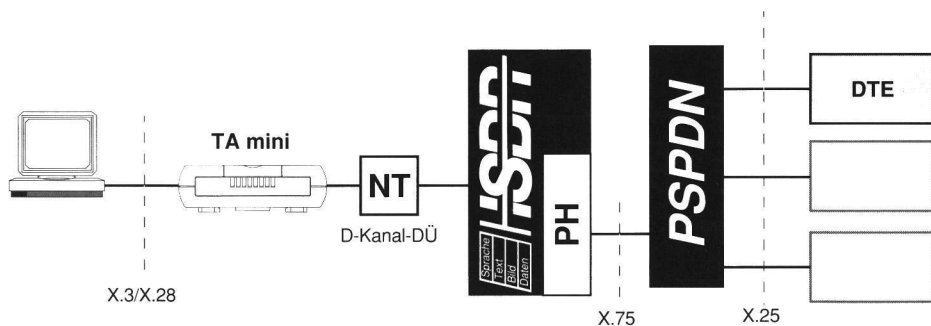 TA mini
NT
D-Kanal-DÜ
X.3/X.28
ISDN
Sprache
Text
Bild
Daten
PH
X.75
PSPDN
X.25
DTE